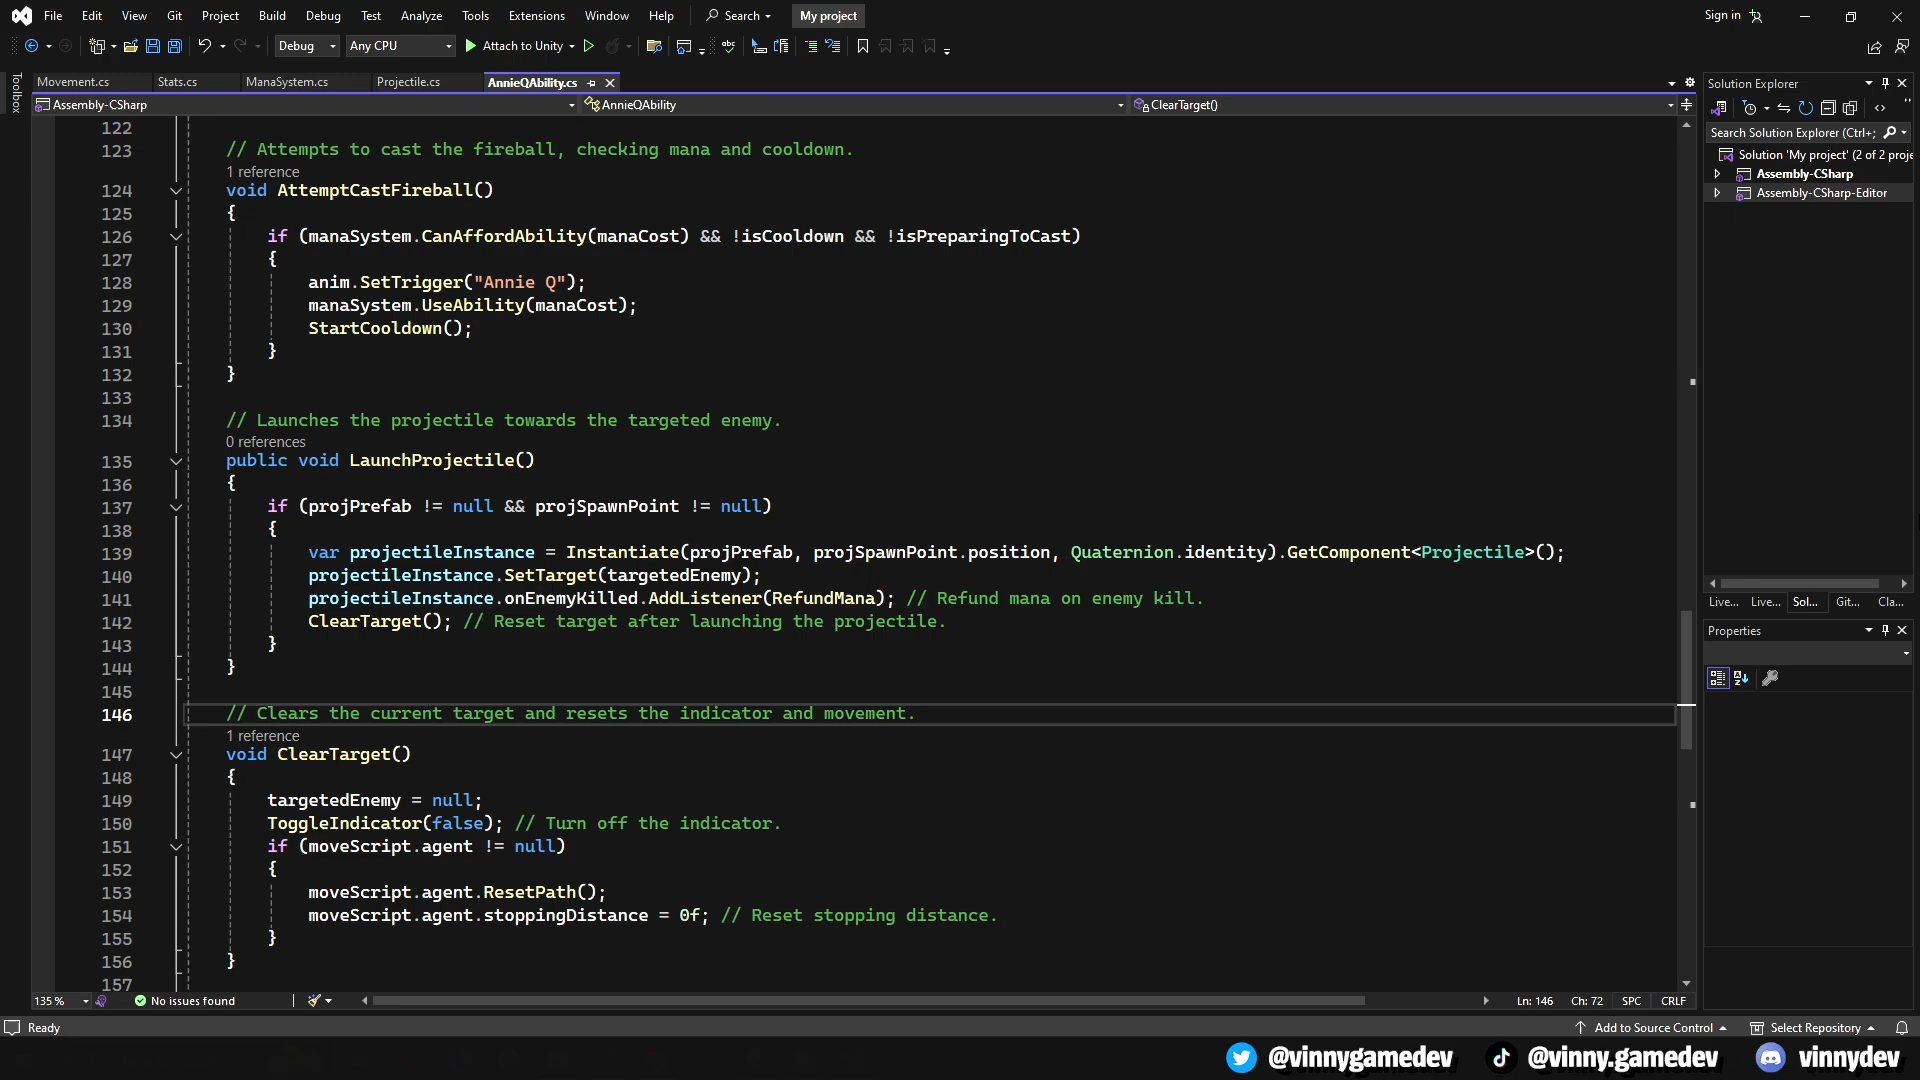 File Edit View Git Project Build Debug Test Analyze Tools Extensions Window Help Search My project Sign in
Debug Any CPU Attach to Unity
Toolbox
Movement.cs Stats.cs ManaSystem.cs Projectile.cs AnnieQAbility.cs
Assembly-CSharp AnnieQAbility ClearTarget()
122
123 // Attempts to cast the fireball, checking mana and cooldown.
1 reference
124 void AttemptCastFireball()
125 {
126 if (manaSystem.CanAffordAbility(manaCost) && !isCooldown && !isPreparingToCast)
127 {
128 anim.SetTrigger("Annie Q");
129 manaSystem.UseAbility(manaCost);
130 StartCooldown();
131 }
132 }
133
134 // Launches the projectile towards the targeted enemy.
0 references
135 public void LaunchProjectile()
136 {
137 if (projPrefab != null && projSpawnPoint != null)
138 {
139 var projectileInstance = Instantiate(projPrefab, projSpawnPoint.position, Quaternion.identity).GetComponent<Projectile>();
140 projectileInstance.SetTarget(targetedEnemy);
141 projectileInstance.onEnemyKilled.AddListener(RefundMana); // Refund mana on enemy kill.
142 ClearTarget(); // Reset target after launching the projectile.
143 }
144 }
145
146 // Clears the current target and resets the indicator and movement.
1 reference
147 void ClearTarget()
148 {
149 targetedEnemy = null;
150 ToggleIndicator(false); // Turn off the indicator.
151 if (moveScript.agent != null)
152 {
153 moveScript.agent.ResetPath();
154 moveScript.agent.stoppingDistance = 0f; // Reset stopping distance.
155 }
156 }
157
135 % No issues found Ln: 146 Ch: 72 SPC CRLF
Solution Explorer
Search Solution Explorer (Ctrl+;
Solution 'My project' (2 of 2 proje
Assembly-CSharp
Assembly-CSharp-Editor
Live... Live... Sol... Git... Cla...
Properties
Ready Add to Source Control Select Repository
@vinnygamedev @vinny.gamedev vinnydev